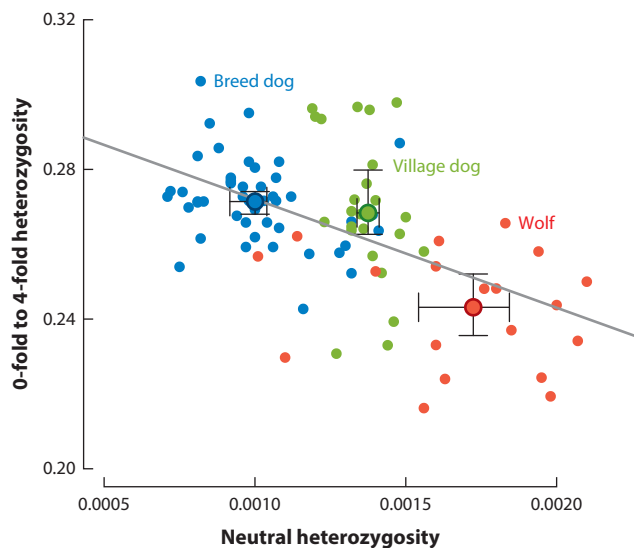 0.32
Breed dog
0.28
Village dog
Wolf
0.24
0.20
0-fold to 4-fold heterozygosity
0.0005
0.0010
0.0015
0.0020
Neutral heterozygosity